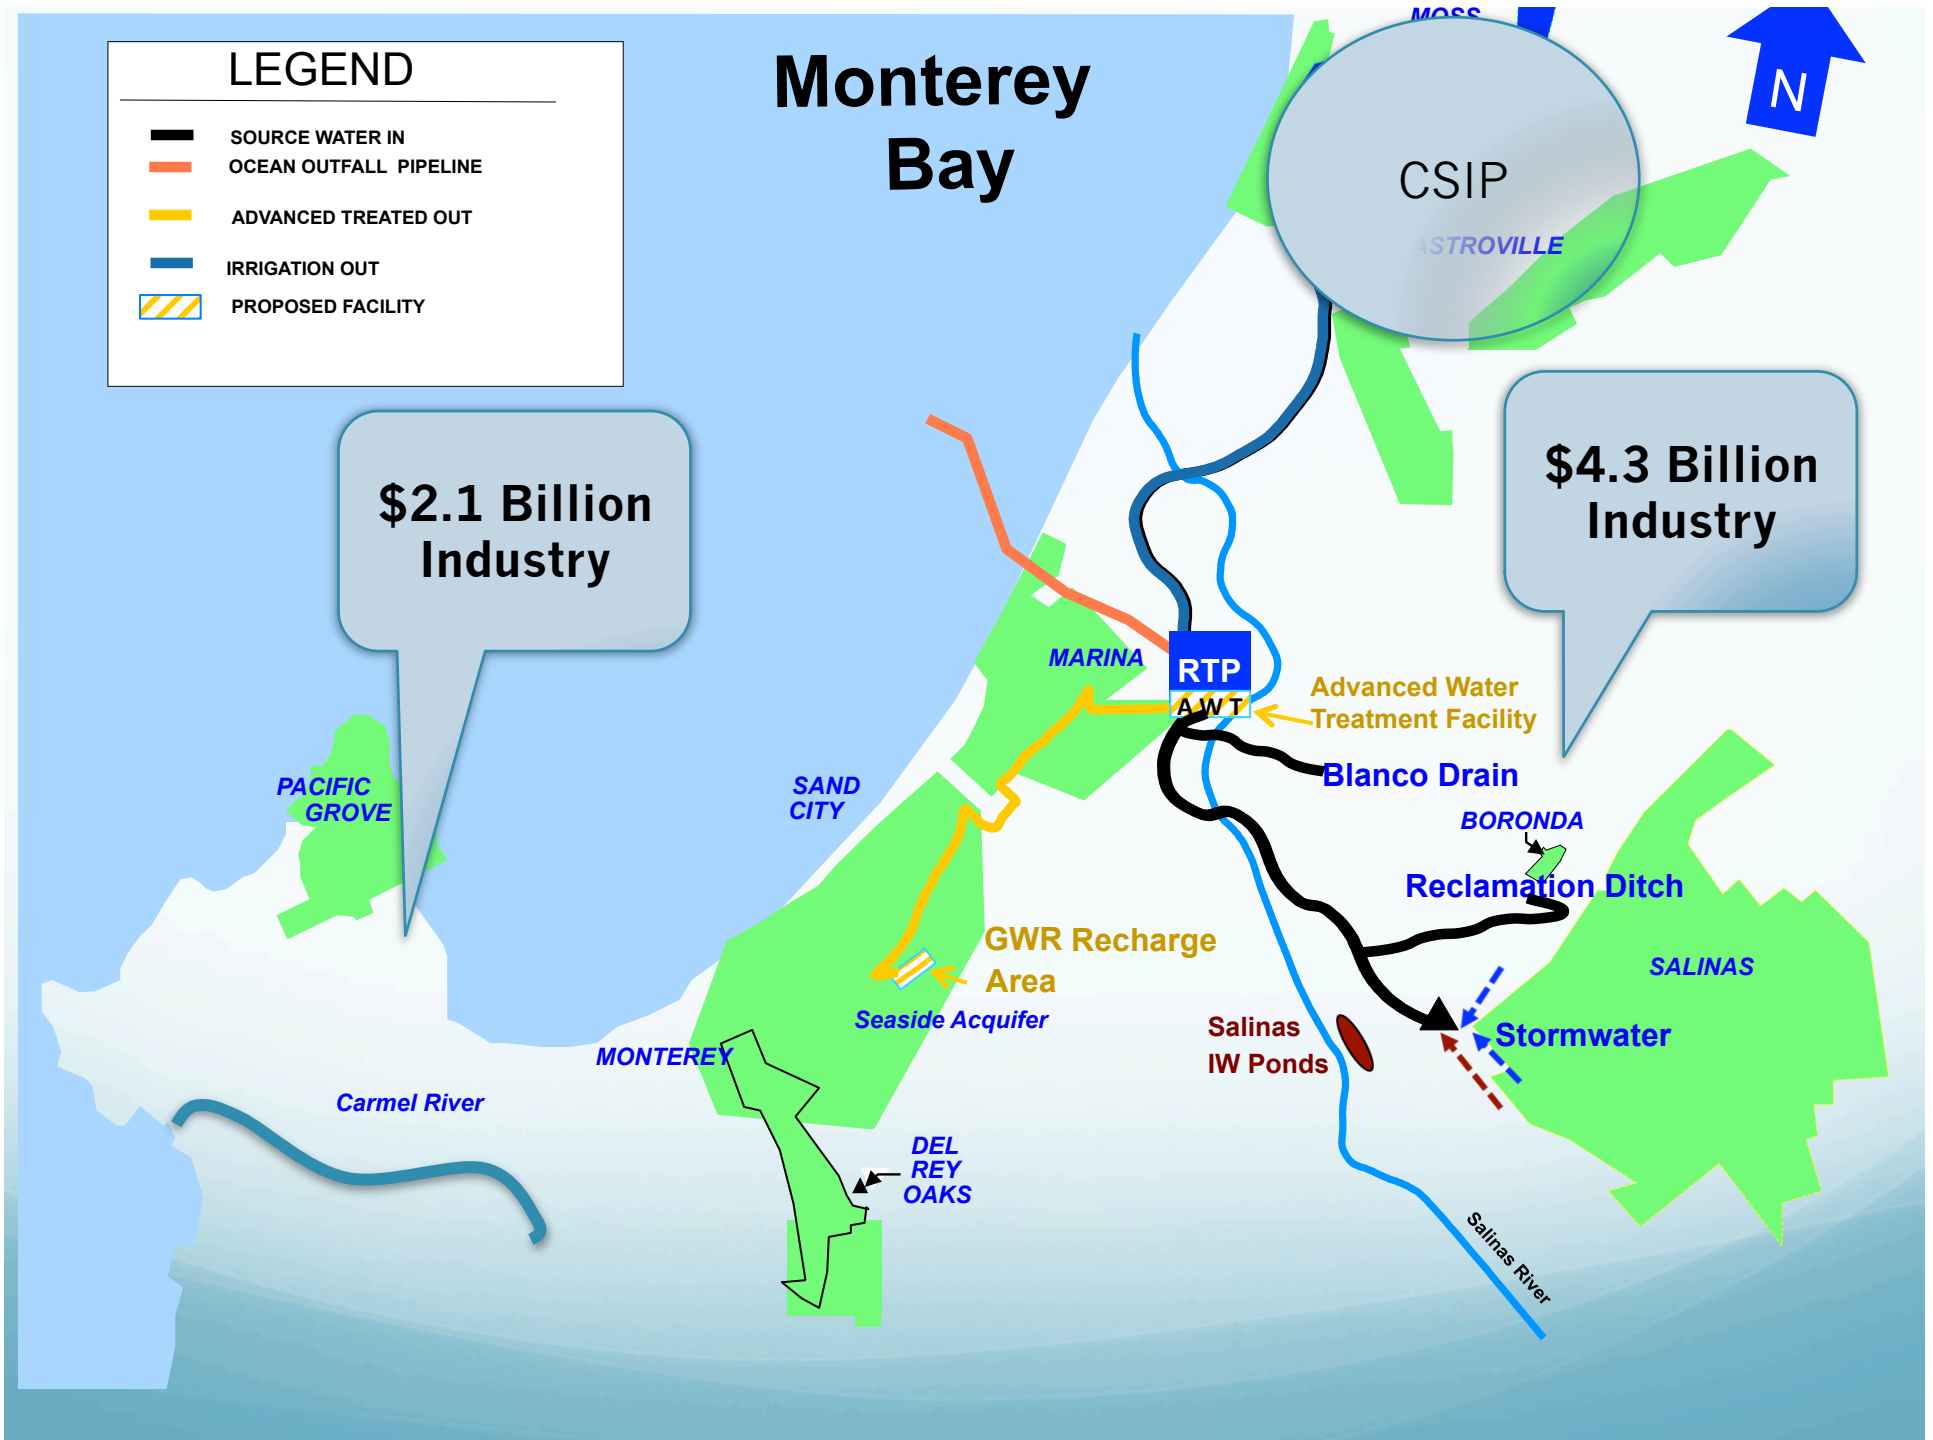 MOSS
LEGEND
SOURCE WATER IN
OCEAN OUTFALL PIPELINE
ADVANCED TREATED OUT
IRRIGATION OUT
PROPOSED FACILITY
Monterey
Bay
N
CSIP
ASTROVILLE
$2.1 Billion
Industry
$4.3 Billion
Industry
MARINA
RTP
AWT
Advanced Water
Treatment Facility
Blanco Drain
BORONDA
Reclamation Ditch
PACIFIC
GROVE
SAND
CITY
GWR Recharge
Area
Seaside Acquifer
SALINAS
Stormwater
Salinas
IW Ponds
MONTEREY
Carmel River
DEL
REY
OAKS
Salinas River